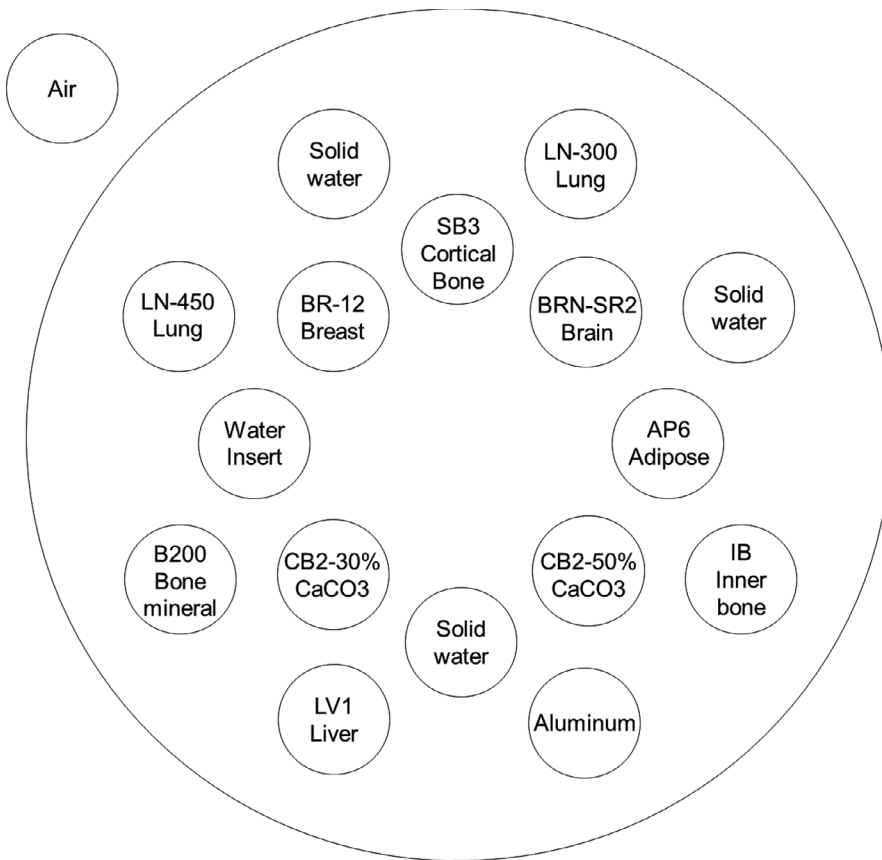 Air
Solid
water
LN-300
Lung
SB3
Cortical
Bone
LN-450
Lung
BR-12
Breast
BRN-SR2
Brain
Solid
water
Water
Insert
AP6
Adipose
B200
Bone
mineral
CB2-30%
CaCO3
CB2-50%
CaCO3
IB
Inner
bone
Solid
water
LV1
Liver
Aluminum